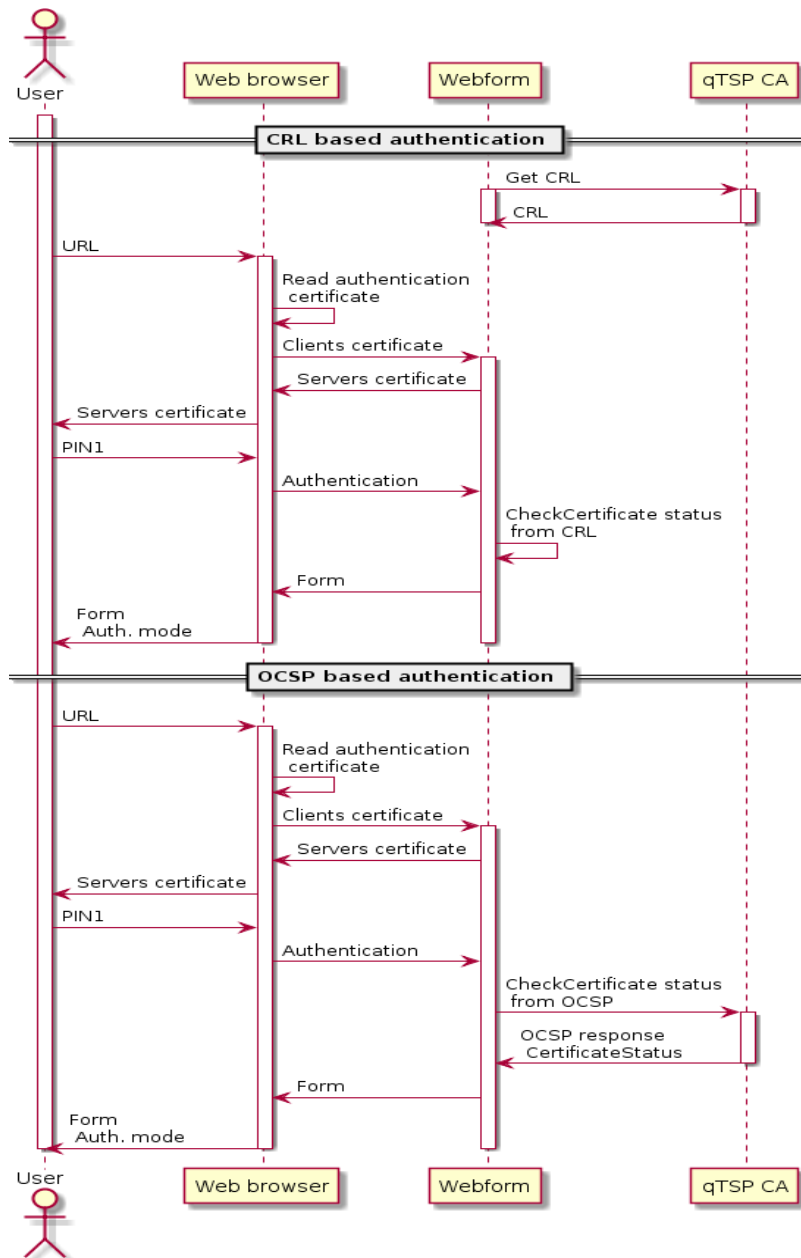 User
Web browser
Webform
qTSP CA
CRL based authentication
Get CRL
CRL
URL
Read authentication
certificate
Clients certificate
Servers certificate
Servers certificate
PIN1
Authentication
CheckCertificate status
from CRL
Form
Form
Auth. mode
OCSP based authentication
URL
Read authentication
certificate
Clients certificate
Servers certificate
Servers certificate
PIN1
Authentication
CheckCertificate status
from OCSP
OCSP response
CertificateStatus
Form
Form
Auth. mode
User
Web browser
Webform
qTSP CA